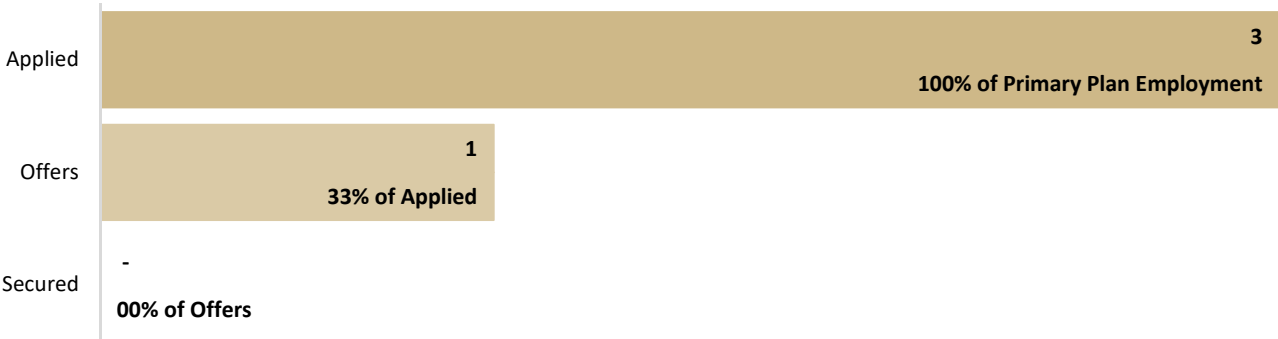 Applied
3
100% of Primary Plan Employment
Offers
1
33% of Applied
Secured
-
00% of Offers